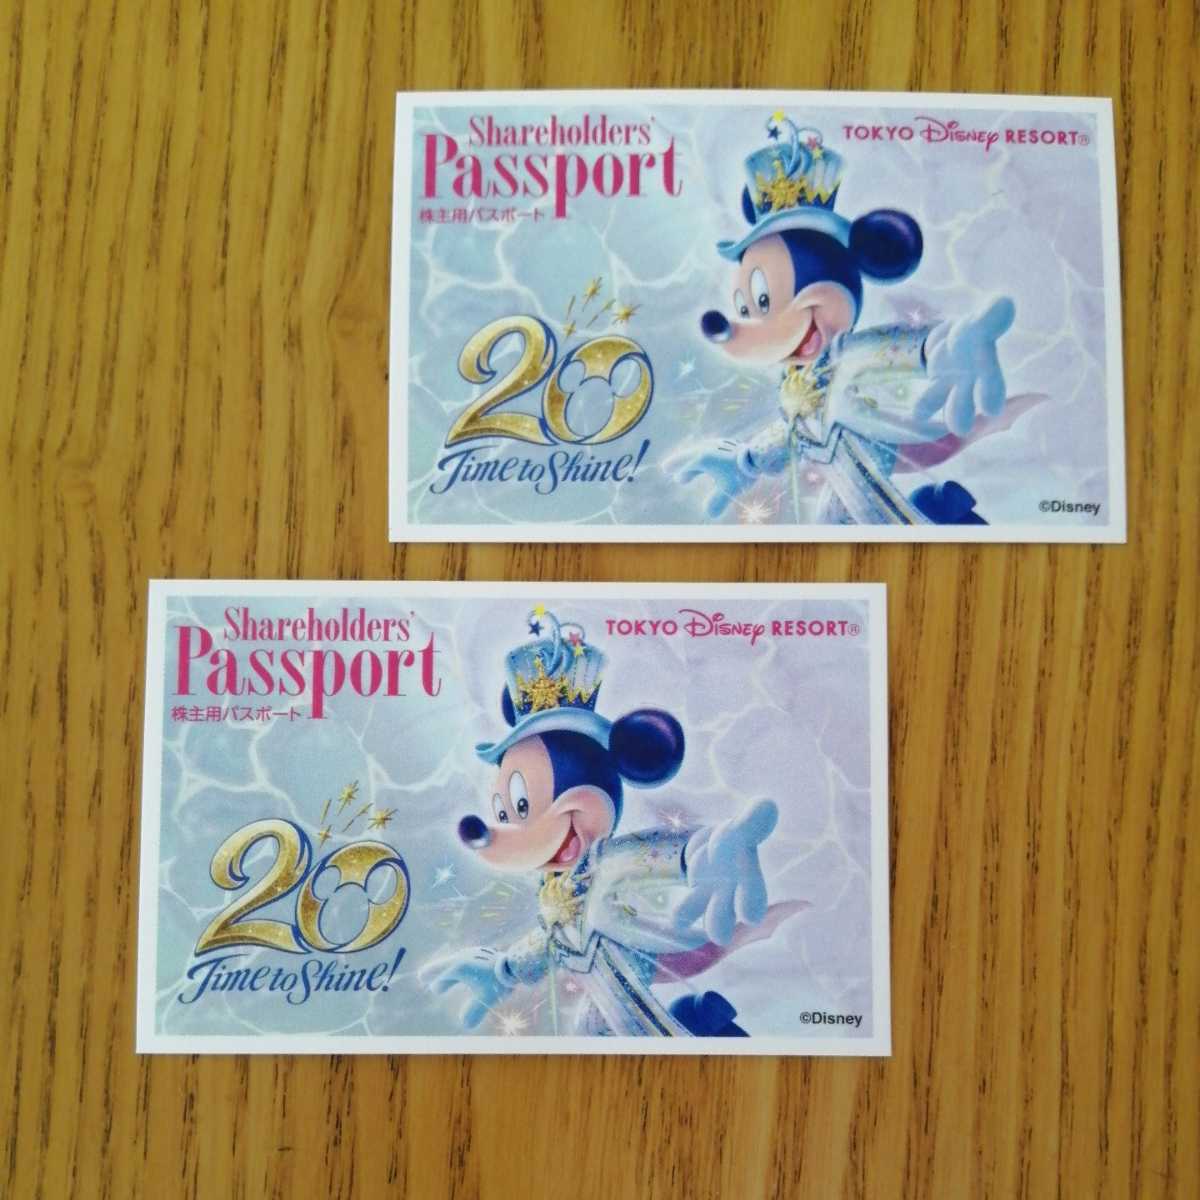 Shareholders'
Passport
株主用パスポート
TOKYO Disney RESORT®
20
Time to Shine!
©Disney
Shareholders'
Passport
株主用パスポート
TOKYO Disney RESORT®
20
Time to Shine!
©Disney